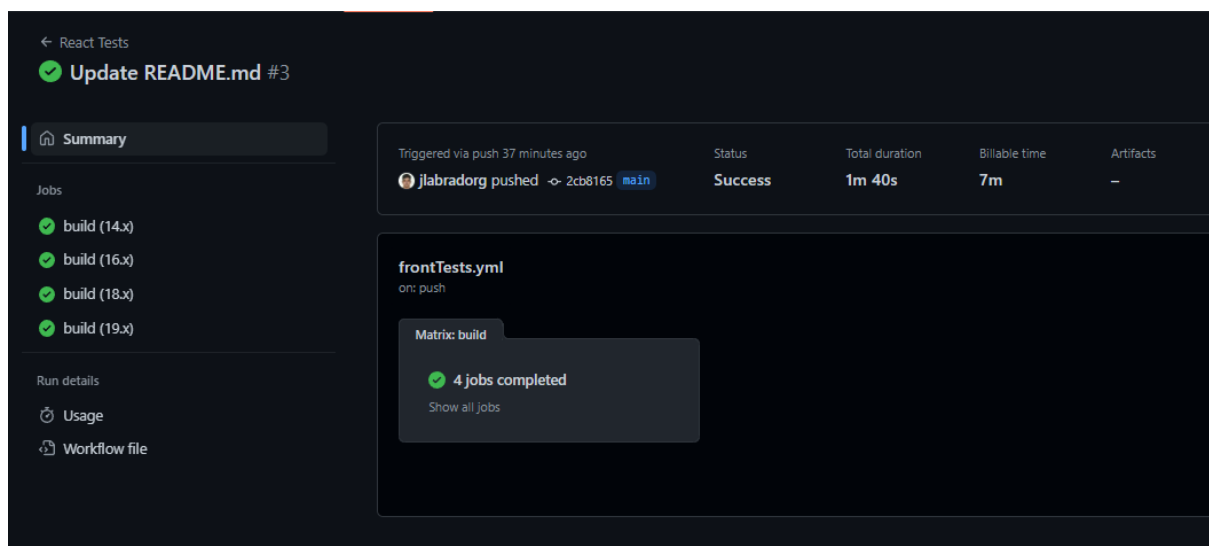 ← React Tests
Update README.md #3
Summary
Jobs
build (14.x)
build (16.x)
build (18.x)
build (19.x)
Run details
Usage
Workflow file
Triggered via push 37 minutes ago
jlabradorg pushed 2cb8165 main
Status
Success
Total duration
1m 40s
Billable time
7m
Artifacts
–
frontTests.yml
on: push
Matrix: build
4 jobs completed
Show all jobs